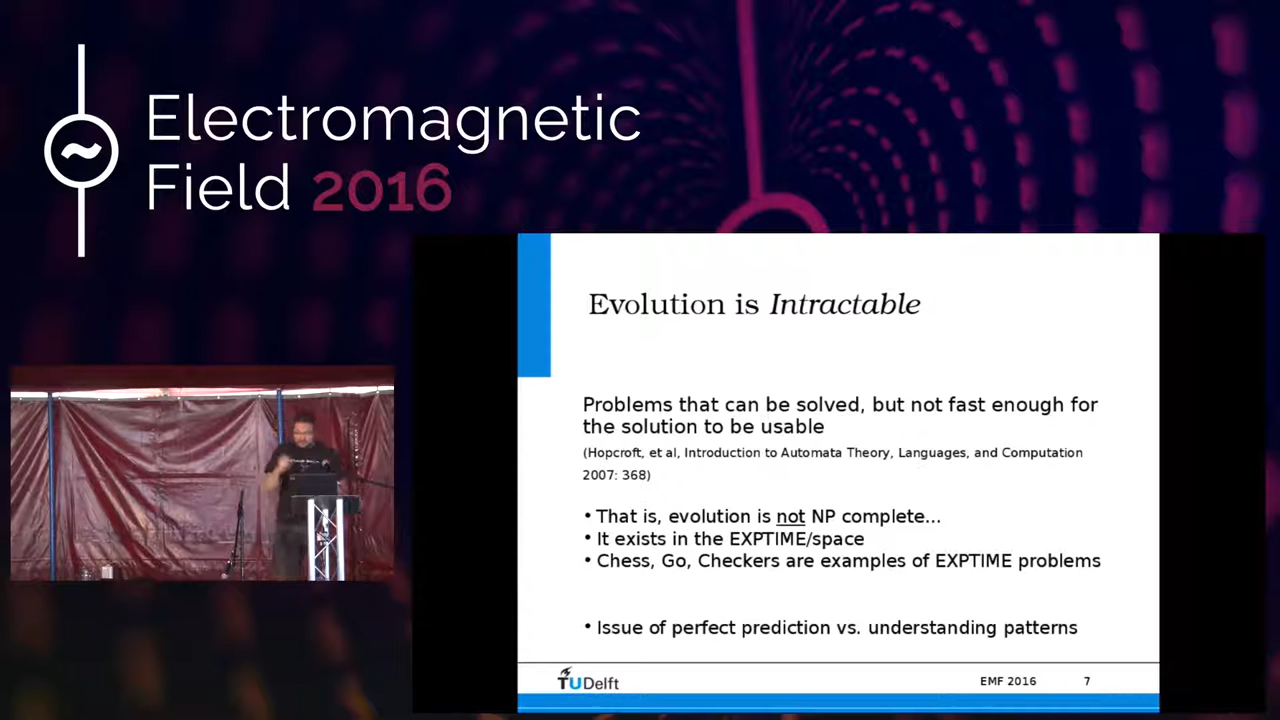 Electromagnetic
Field 2016
Evolution is Intractable
Problems that can be solved, but not fast enough for
the solution to be usable
(Hopcroft, et al, Introduction to Automata Theory, Languages, and Computation
2007: 368)
• That is, evolution is not NP complete...
• It exists in the EXPTIME/space
• Chess, Go, Checkers are examples of EXPTIME problems
• Issue of perfect prediction vs. understanding patterns
TUDelft
EMF 2016 7